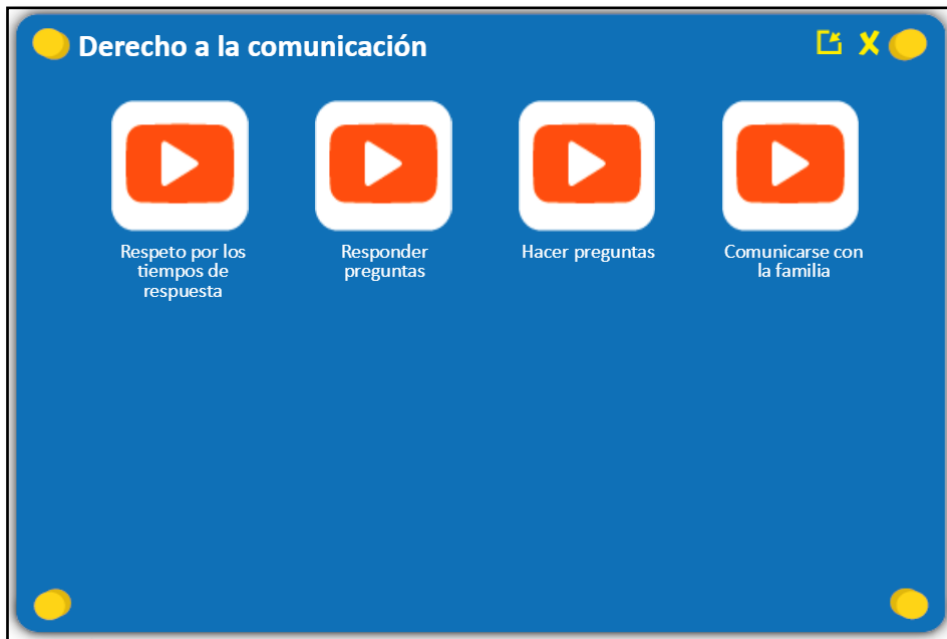 Derecho a la comunicación
Respeto por los
tiempos de
respuesta
Responder
preguntas
Hacer preguntas
Comunicarse con
la familia